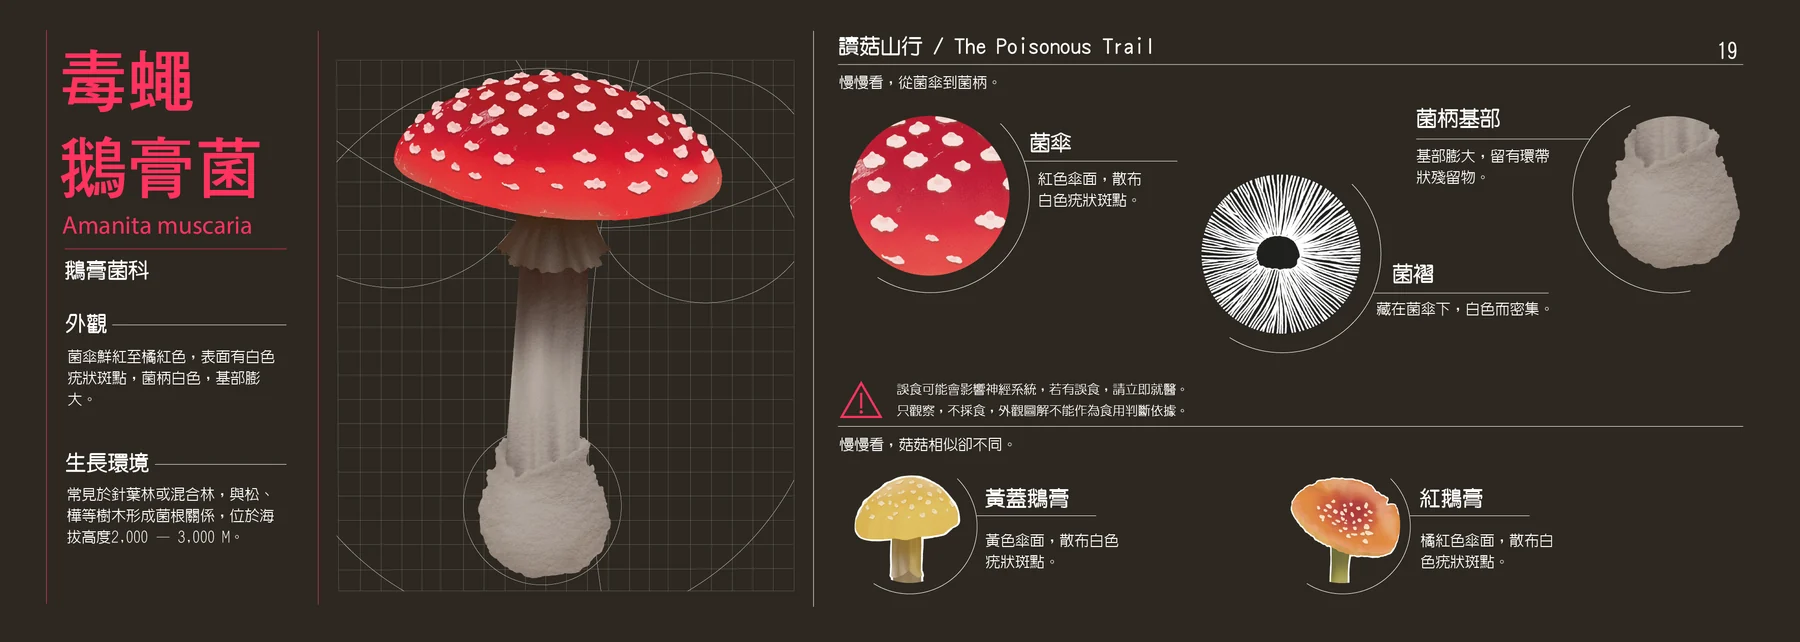 毒蠅
鵝膏菌
Amanita muscaria
鵝膏菌科
外觀
菌傘鮮紅至橘紅色，表面有白色
疣狀斑點，菌柄白色，基部膨
大。
生長環境
常見於針葉林或混合林，與松、
樺等樹木形成菌根關係，位於海
拔高度2,000 — 3,000 M。
讀菇山行 / The Poisonous Trail
19
慢慢看，從菌傘到菌柄。
菌傘
紅色傘面，散布
白色疣狀斑點。
菌褶
藏在菌傘下，白色而密集。
菌柄基部
基部膨大，留有環帶
狀殘留物。
誤食可能會影響神經系統，若有誤食，請立即就醫。
只觀察，不採食，外觀圖解不能作為食用判斷依據。
慢慢看，菇菇相似卻不同。
黃蓋鵝膏
黃色傘面，散布白色
疣狀斑點。
紅鵝膏
橘紅色傘面，散布白
色疣狀斑點。